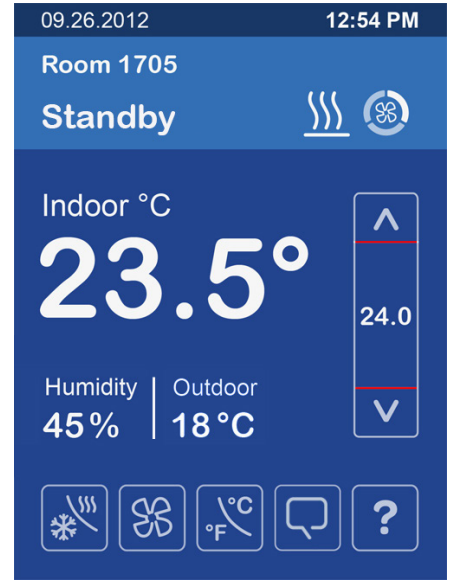 09.26.2012 12:54 PM
Room 1705
Standby
Indoor °C
23.5°
24.0
Humidity Outdoor
45% 18°C
°C
°F
?